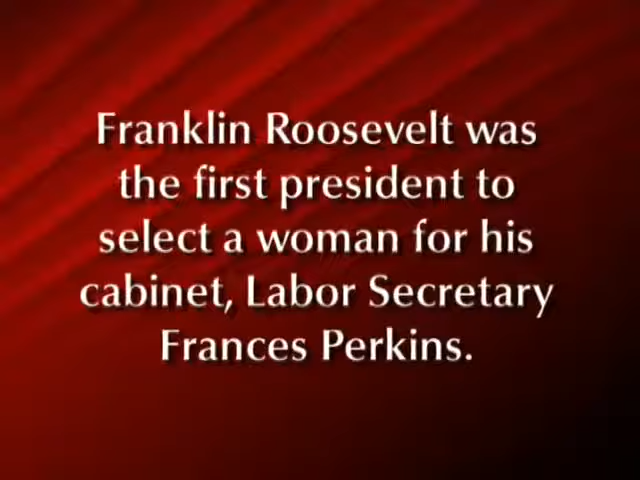 Franklin Roosevelt was
the first president to
select a woman for his
cabinet, Labor Secretary
Frances Perkins.